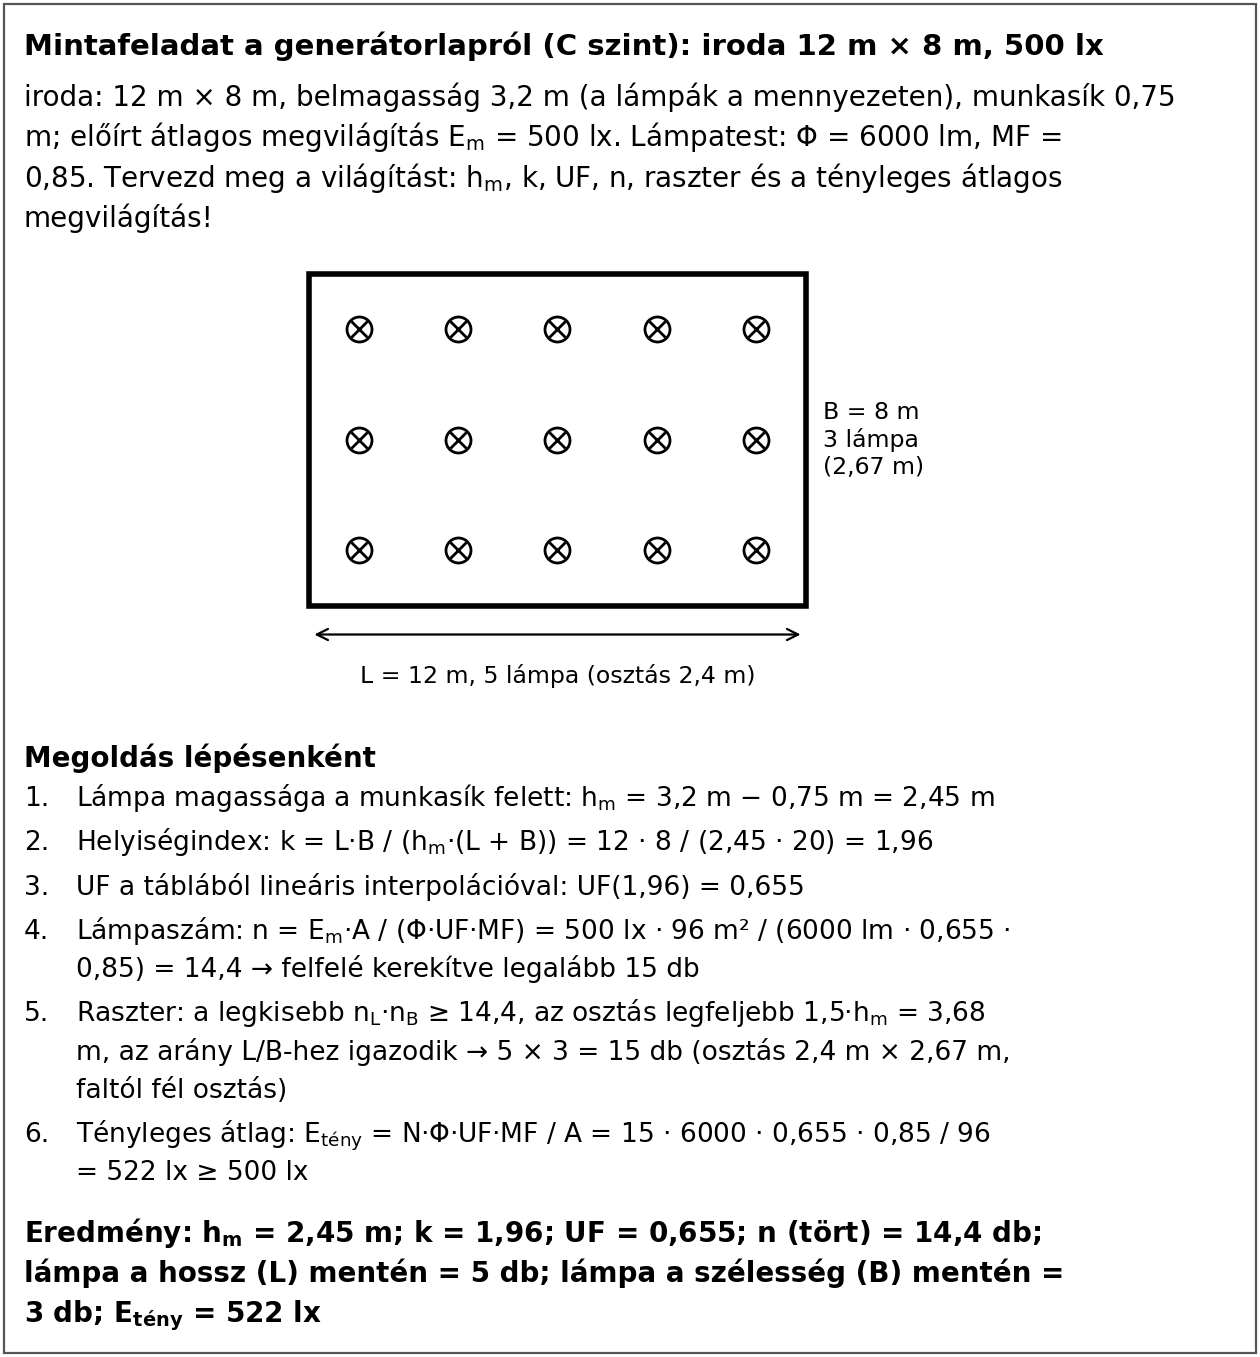 Mintafeladat a generátorlapról (C szint): iroda 12 m × 8 m, 500 lx
iroda: 12 m × 8 m, belmagasság 3,2 m (a lámpák a mennyezeten), munkasík 0,75
m; előírt átlagos megvilágítás Eₘ = 500 lx. Lámpatest: Φ = 6000 lm, MF =
0,85. Tervezd meg a világítást: hₘ, k, UF, n, raszter és a tényleges átlagos
megvilágítás!
B = 8 m
3 lámpa
(2,67 m)
L = 12 m, 5 lámpa (osztás 2,4 m)
Megoldás lépésenként
1. Lámpa magassága a munkasík felett: hₘ = 3,2 m − 0,75 m = 2,45 m
2. Helyiségindex: k = L·B / (hₘ·(L + B)) = 12 · 8 / (2,45 · 20) = 1,96
3. UF a táblából lineáris interpolációval: UF(1,96) = 0,655
4. Lámpaszám: n = Eₘ·A / (Φ·UF·MF) = 500 lx · 96 m² / (6000 lm · 0,655 ·
0,85) = 14,4 → felfelé kerekítve legalább 15 db
5. Raszter: a legkisebb n_L·n_B ≥ 14,4, az osztás legfeljebb 1,5·hₘ = 3,68
m, az arány L/B-hez igazodik → 5 × 3 = 15 db (osztás 2,4 m × 2,67 m,
faltól fél osztás)
6. Tényleges átlag: E_tény = N·Φ·UF·MF / A = 15 · 6000 · 0,655 · 0,85 / 96
= 522 lx ≥ 500 lx
Eredmény: hₘ = 2,45 m; k = 1,96; UF = 0,655; n (tört) = 14,4 db;
lámpa a hossz (L) mentén = 5 db; lámpa a szélesség (B) mentén =
3 db; E_tény = 522 lx